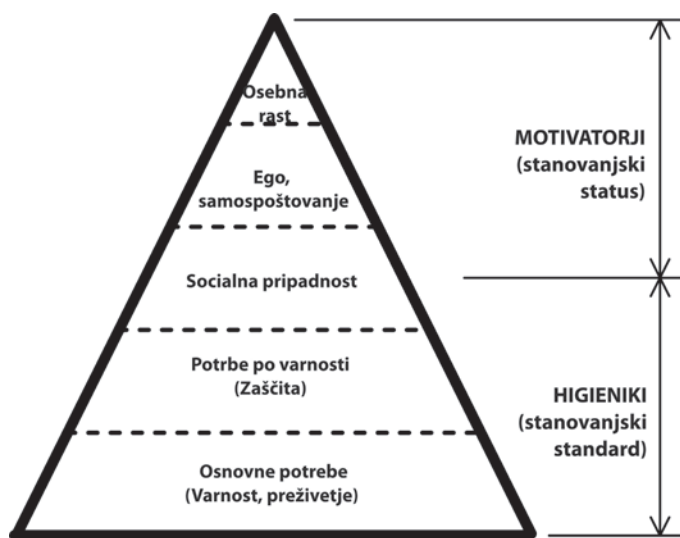 Osebna
rast
Ego,
samospoštovanje
Socialna pripadnost
Potrbe po varnosti
(Zaščita)
Osnovne potrebe
(Varnost, preživetje)
MOTIVATORJI
(stanovanjski
status)
HIGIENIKI
(stanovanjski
standard)